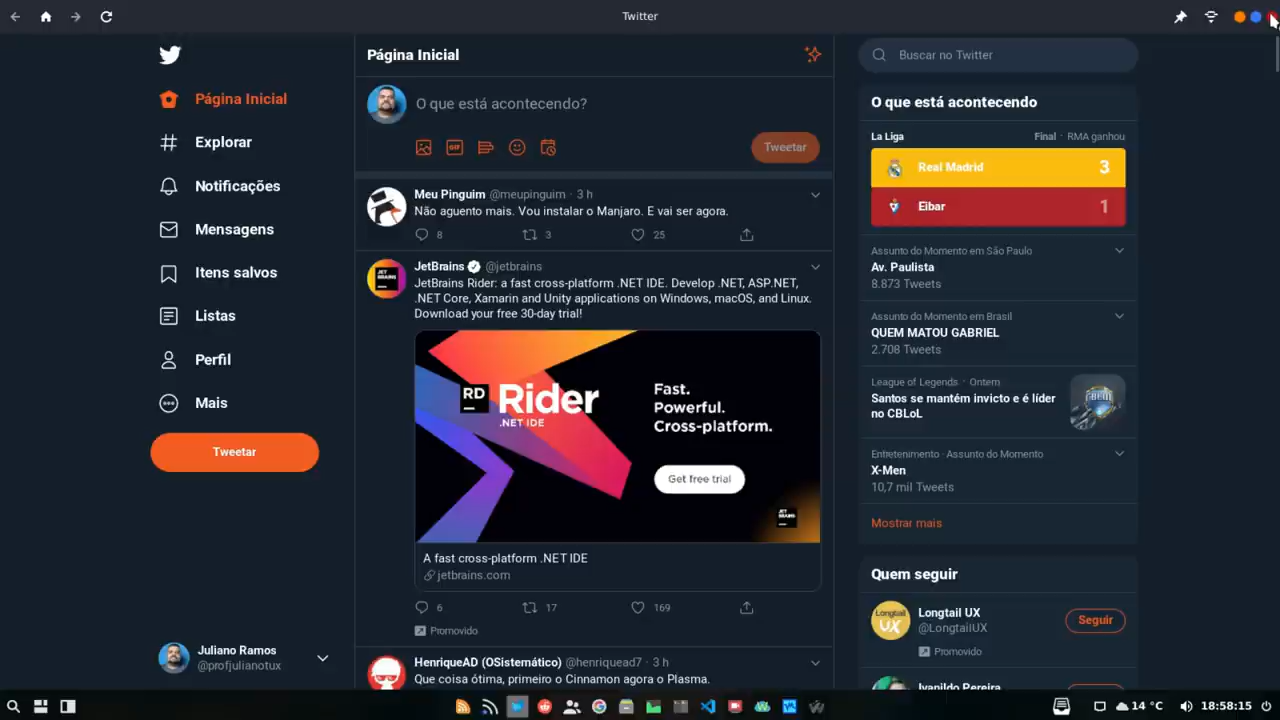 Twitter
Página Inicial
Explorar
Notificações
Mensagens
Itens salvos
Listas
Perfil
Mais
Tweetar
Juliano Ramos
@profjulianotux
Página Inicial
O que está acontecendo?
GIF
Tweetar
Meu Pinguim @meupinguim · 3 h
Não aguento mais. Vou instalar o Manjaro. E vai ser agora.
8 3 25
JetBrains @jetbrains
JetBrains Rider: a fast cross-platform .NET IDE. Develop .NET, ASP.NET,
.NET Core, Xamarin and Unity applications on Windows, macOS, and Linux.
Download your free 30-day trial!
RD Rider
.NET IDE
Fast.
Powerful.
Cross-platform.
Get free trial
JET
BRAINS
A fast cross-platform .NET IDE
jetbrains.com
6 17 169
Promovido
HenriqueAD (OSistemático) @henriquead7 · 3 h
Que coisa ótima, primeiro o Cinnamon agora o Plasma.
Buscar no Twitter
O que está acontecendo
La Liga Final · RMA ganhou
Real Madrid 3
Eibar 1
Assunto do Momento em São Paulo
Av. Paulista
8.873 Tweets
Assunto do Momento em Brasil
QUEM MATOU GABRIEL
2.708 Tweets
League of Legends · Ontem
Santos se mantém invicto e é líder
no CBLoL
CBLOL
Entretenimento · Assunto do Momento
X-Men
10,7 mil Tweets
Mostrar mais
Quem seguir
Longtail
UX
Longtail UX
@LongtailUX
Seguir
Promovido
Ivanildo Pereira
14 °C 18:58:15